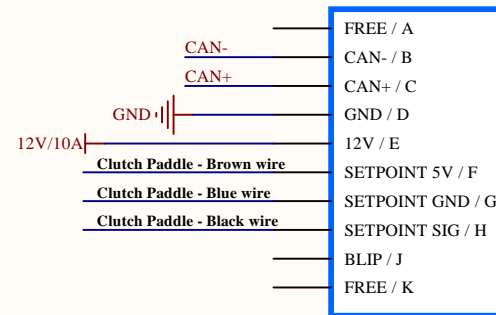 FREE / A
CAN- CAN- / B
CAN+ CAN+ / C
GND GND / D
12V/10A 12V / E
Clutch Paddle - Brown wire SETPOINT 5V / F
Clutch Paddle - Blue wire SETPOINT GND / G
Clutch Paddle - Black wire SETPOINT SIG / H
BLIP / J
FREE / K